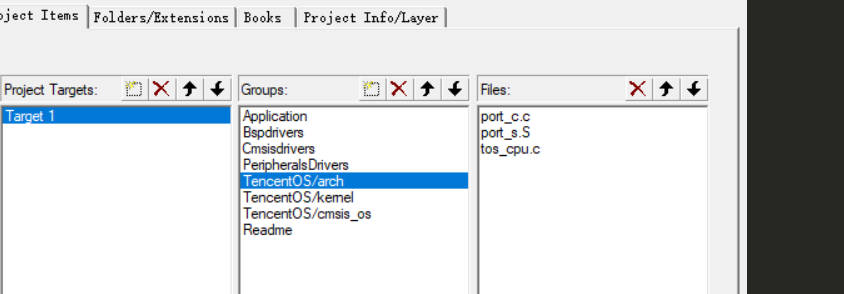 oject Items Folders/Extensions Books Project Info/Layer
Project Targets: Groups: Files:
Target 1
Application
Bspdrivers
Cmsisdrivers
PeripheralsDrivers
TencentOS/arch
TencentOS/kernel
TencentOS/cmsis_os
Readme
port_c.c
port_s.S
tos_cpu.c